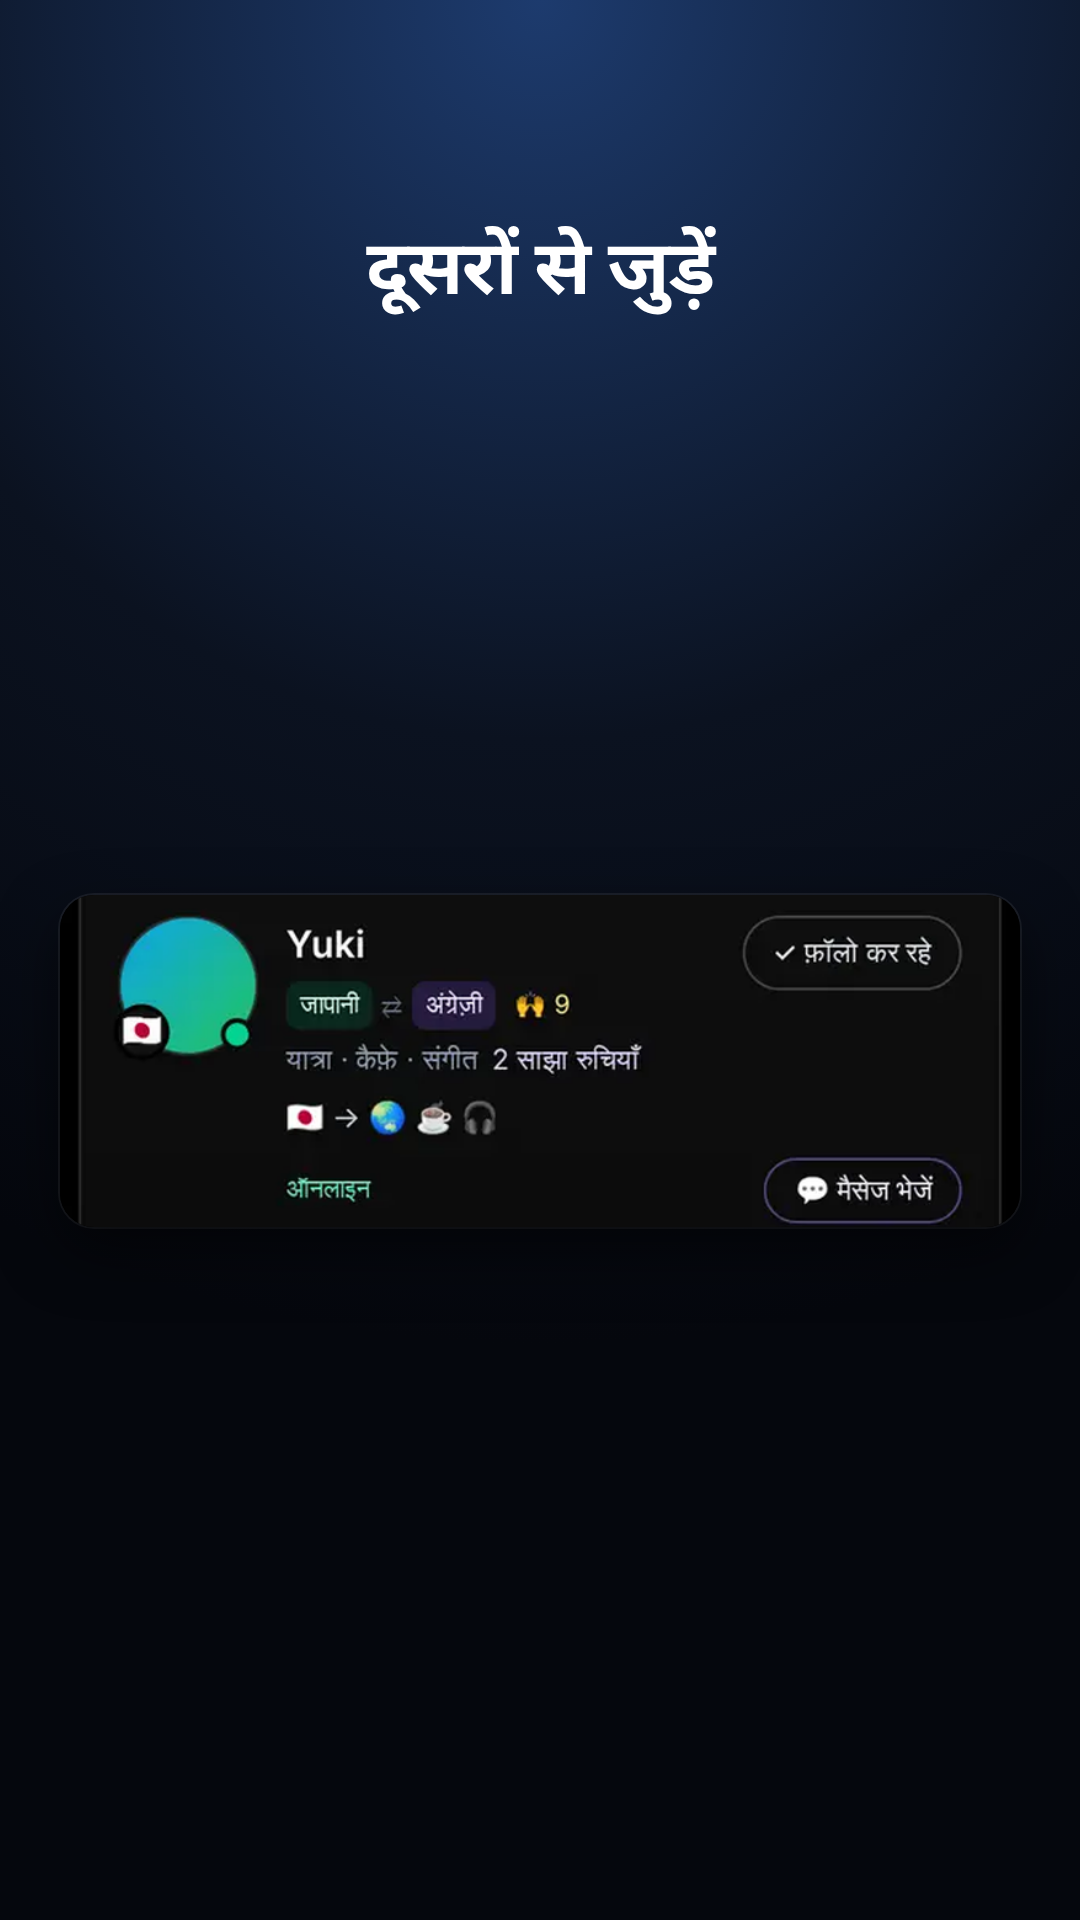 दूसरों से जुड़ें
Yuki
✓ फ़ॉलो कर रहे
जापानी ⇄ अंग्रेज़ी 🙌 9
यात्रा · कैफ़े · संगीत 2 साझा रुचियाँ
🇯🇵 → 🌏 ☕ 🎧
ऑनलाइन
💬 मैसेज भेजें